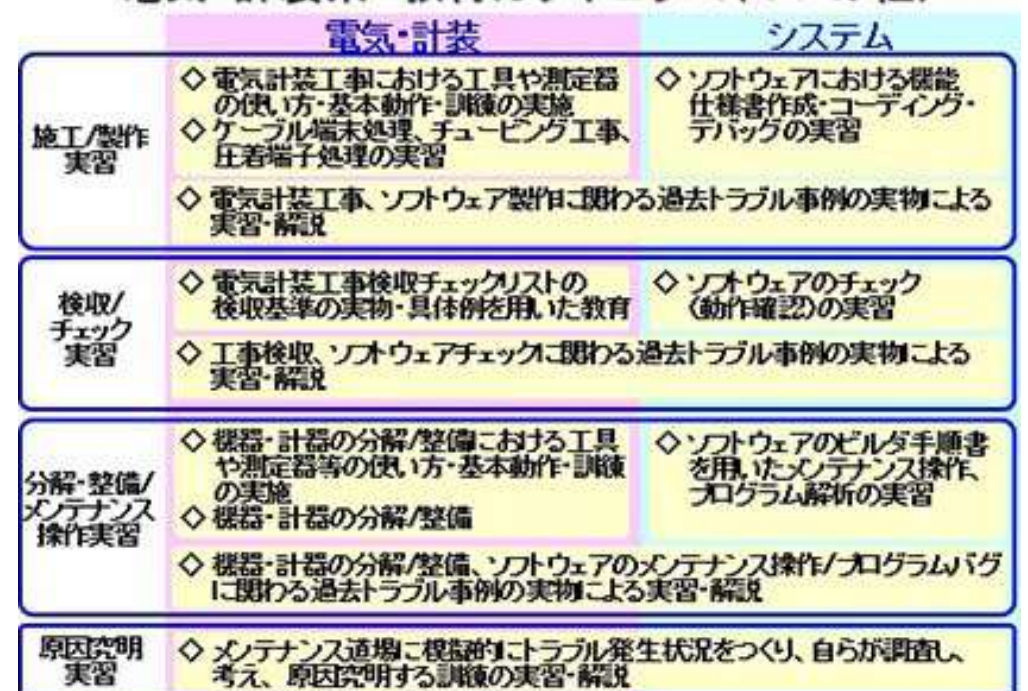 電気・計装
システム
施工/製作
実習
◇ 電気計装工事における工具や測定器
の使い方・基本動作・訓練の実施
◇ ケーブル端末処理、チュービング工事、
圧着端子処理の実習
◇ ソフトウェアにおける機能
仕様書作成・コーディング・
デバッグの実習
◇ 電気計装工事、ソフトウェア製作に関わる過去トラブル事例の実物による
実習・解説
検収/
チェック
実習
◇ 電気計装工事検収チェックリストの
検収基準の実物・具体例を用いた教育
◇ ソフトウェアのチェック
(動作確認)の実習
◇ 工事検収、ソフトウェアチェックに関わる過去トラブル事例の実物による
実習・解説
分解・整備/
メンテナンス
操作実習
◇ 機器・計器の分解/整備における工具
や測定器等の使い方・基本動作・訓練
の実施
◇ 機器・計器の分解/整備
◇ ソフトウェアのビルダ手順書
を用いたメンテナンス操作、
プログラム解析の実習
◇ 機器・計器の分解/整備、ソフトウェアのメンテナンス操作/プログラムバグ
に関わる過去トラブル事例の実物による実習・解説
原因究明
実習
◇ メンテナンス道場に模擬的にトラブル発生状況をつくり、自らが調査し、
考え、原因究明する訓練の実習・解説